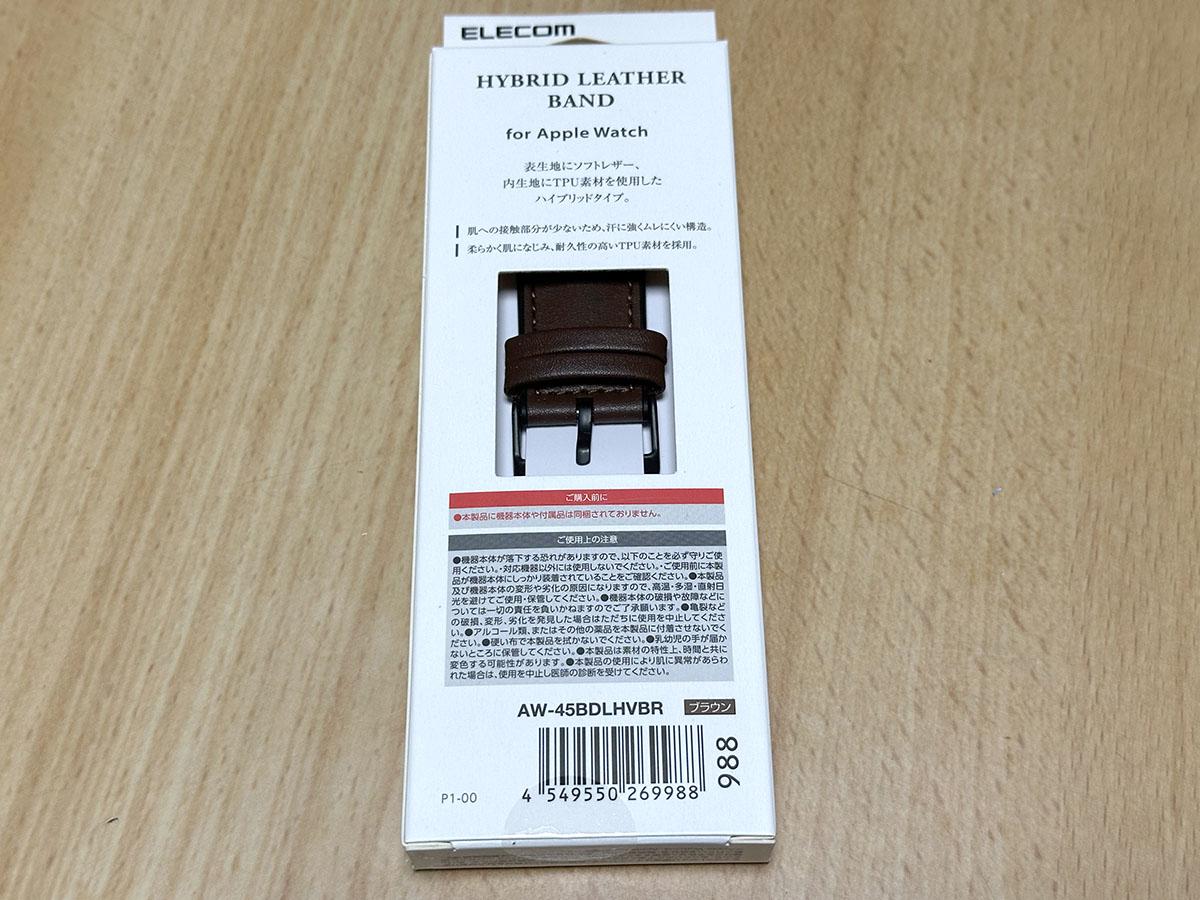 ELECOM
HYBRID LEATHER
BAND
for Apple Watch
表生地にソフトレザー、
内生地にTPU素材を使用した
ハイブリッドタイプ。
肌への接触部分が少ないため、汗に強くムレにくい構造。
柔らかく肌になじみ、耐久性の高いTPU素材を採用。
ご購入前に
●本製品に機器本体や付属品は同梱されておりません。
ご使用上の注意
●機器本体が落下する恐れがありますので、以下のことを必ず守りご使
用ください。・対応機器以外には使用しないでください。・ご使用前に本製
品が機器本体にしっかり装着されていることをご確認ください。●本製品
及び機器本体の変形や劣化の原因になりますので、高温・多湿・直射日
光を避けてご使用・保管してください。●機器本体の破損や故障などに
ついては一切の責任を負いかねますのでご了承願います。●亀裂など
の破損、変形、劣化を発見した場合はただちに使用を中止してくださ
い。●アルコール類、またはその他の薬品を本製品に付着させないでく
ださい。●硬い布で本製品を拭かないでください。●乳幼児の手が届か
ないところに保管してください。●本製品は素材の特性上、時間と共に
変色する可能性があります。●本製品の使用により肌に異常があらわ
れた場合は、使用を中止し医師の診断を受けてください。
AW-45BDLHVBR ブラウン
988
P1-00
4 549550 269988